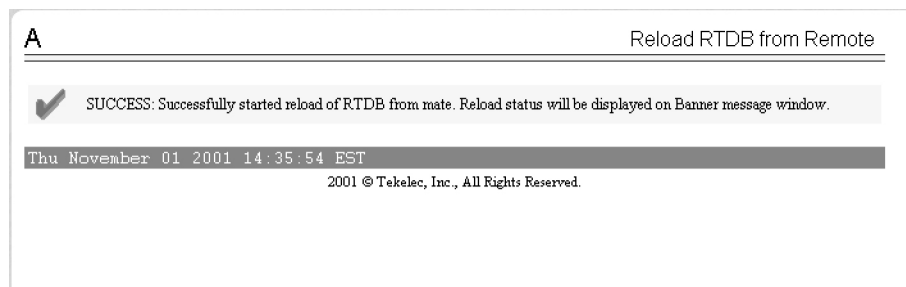 A
Reload RTDB from Remote
SUCCESS: Successfully started reload of RTDB from mate. Reload status will be displayed on Banner message window.
Thu November 01 2001 14:35:54 EST
2001 © Tekelec, Inc., All Rights Reserved.